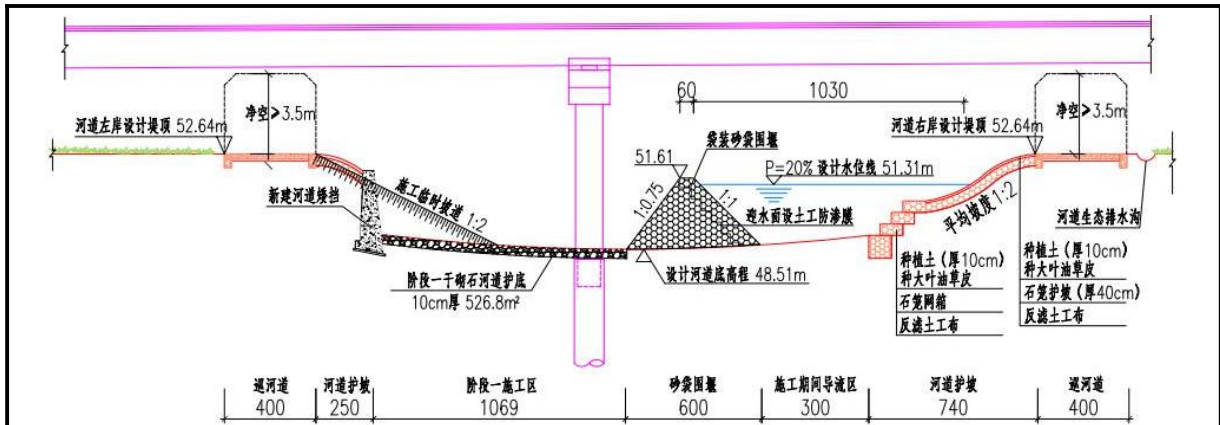 60
1030
净空>3.5m
净空>3.5m
河道左岸设计堤顶 52.64m
袋装砂袋围堰
河道右岸设计堤顶 52.64m
51.61
P=20% 设计水位线 51.31m
新建河道矮挡
施工临时坡道 1:2
1:0.75
1:1
迎水面设土工防渗膜
平均坡度1:2
河道生态排水沟
阶段一干砌石河道护底
10cm厚 526.8m²
设计河道底高程 48.51m
种植土(厚10cm)
种大叶油草皮
石笼网箱
反滤土工布
种植土(厚10cm)
种大叶油草皮
石笼护坡(厚40cm)
反滤土工布
巡河道
河道护坡
阶段一施工区
砂袋围堰
施工期间导流区
河道护坡
巡河道
400
250
1069
600
300
740
400